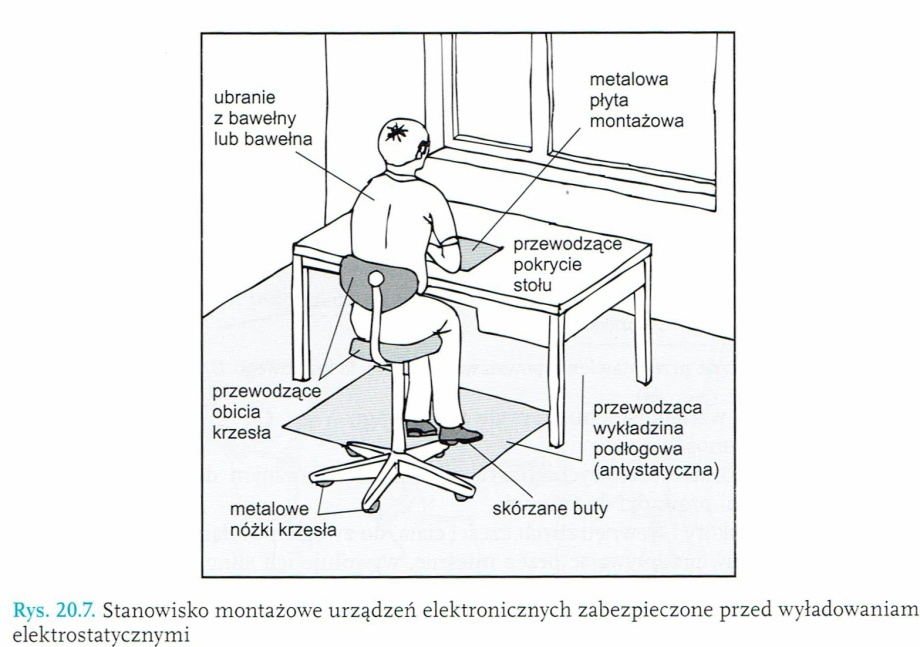 ubranie
z bawełny
lub bawełna
metalowa
płyta
montażowa
przewodzące
pokrycie
stołu
przewodzące
obicia
krzesła
przewodząca
wykładzina
podłogowa
(antystatyczna)
metalowe
nóżki krzesła
skórzane buty
Rys. 20.7. Stanowisko montażowe urządzeń elektronicznych zabezpieczone przed wyładowaniami
elektrostatycznymi